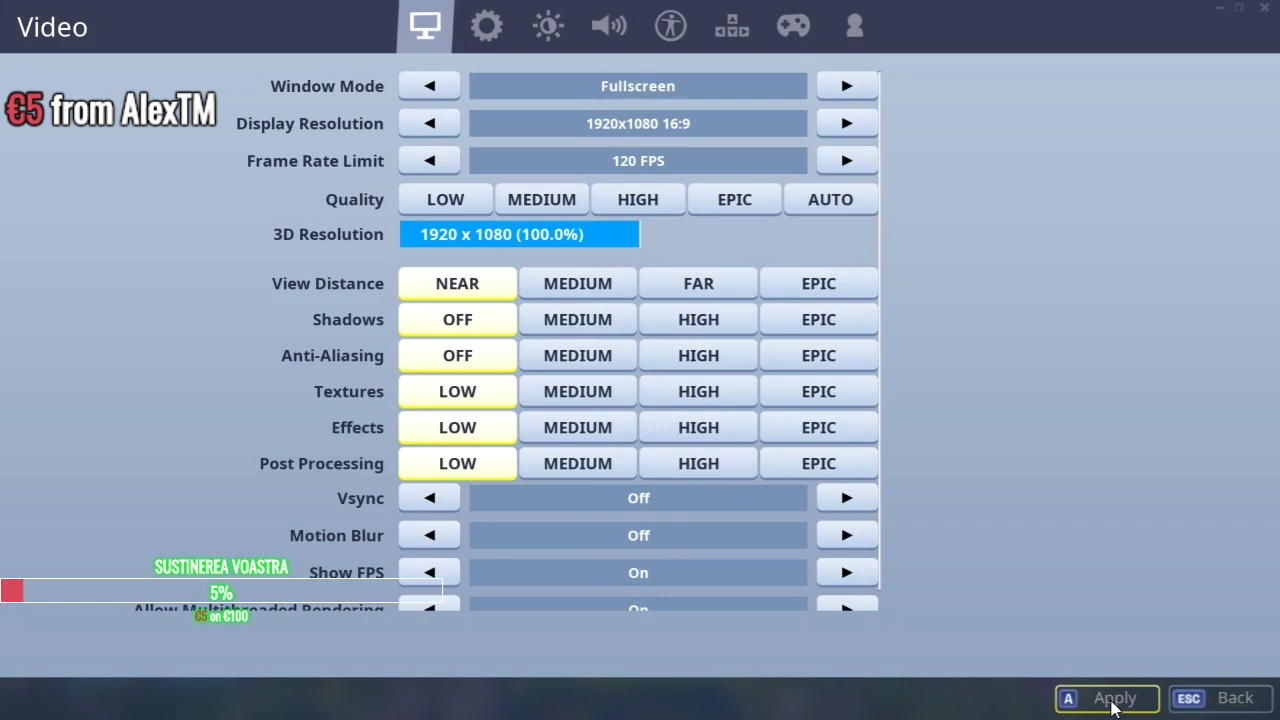 Video
€5 from AlexTM
Window Mode ◄ Fullscreen ►
Display Resolution ◄ 1920x1080 16:9 ►
Frame Rate Limit ◄ 120 FPS ►
Quality LOW MEDIUM HIGH EPIC AUTO
3D Resolution 1920 x 1080 (100.0%)
View Distance NEAR MEDIUM FAR EPIC
Shadows OFF MEDIUM HIGH EPIC
Anti-Aliasing OFF MEDIUM HIGH EPIC
Textures LOW MEDIUM HIGH EPIC
Effects LOW MEDIUM HIGH EPIC
Post Processing LOW MEDIUM HIGH EPIC
Vsync ◄ Off ►
Motion Blur ◄ Off ►
SUSTINEREA VOASTRA
Show FPS ◄ On ►
5%
Allow Multithreaded Rendering ◄ On ►
€5 on €100
A Apply ESC Back